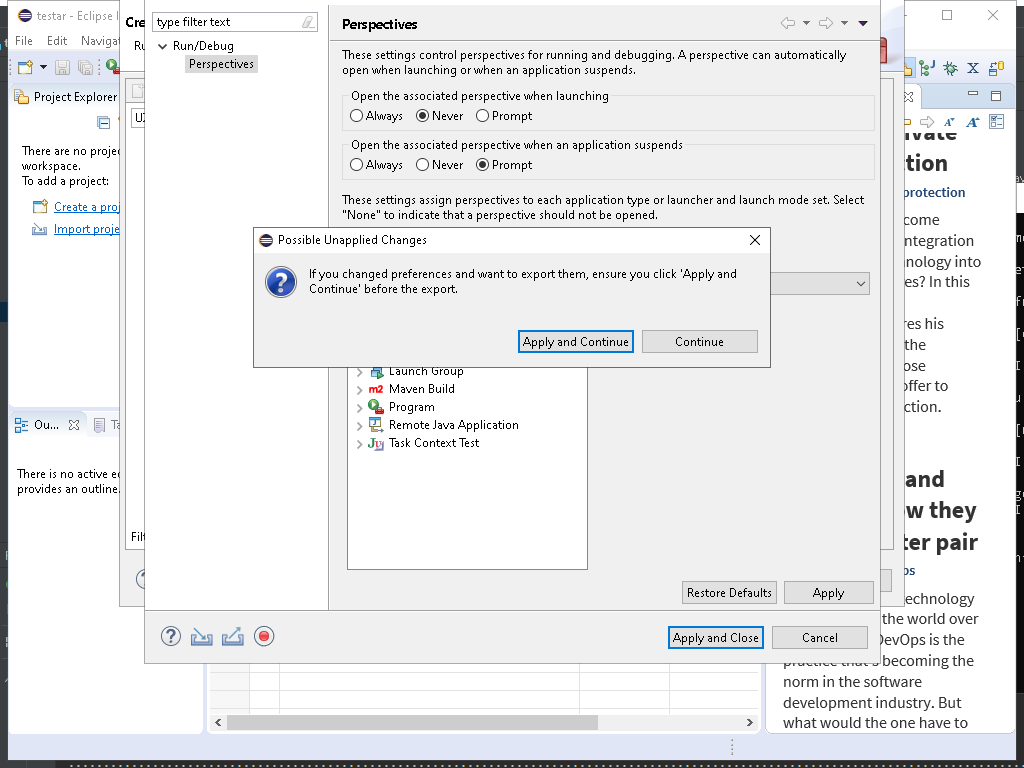 testar - Eclipse I
File Edit Navigat
Project Explorer
There are no proje
workspace.
To add a project:
Create a proj
Import proje
Ou...
There is no active ed
provides an outline.
Cre
Ru
Filt
type filter text
Run/Debug
Perspectives
Perspectives
These settings control perspectives for running and debugging. A perspective can automatically
open when launching or when an application suspends.
Open the associated perspective when launching
Always Never Prompt
Open the associated perspective when an application suspends
Always Never Prompt
These settings assign perspectives to each application type or launcher and launch mode set. Select
"None" to indicate that a perspective should not be opened.
Possible Unapplied Changes
If you changed preferences and want to export them, ensure you click 'Apply and
Continue' before the export.
Apply and Continue Continue
Launch Group
m2 Maven Build
Program
Remote Java Application
Task Context Test
Restore Defaults Apply
Apply and Close Cancel
tion
protection
come
ntegration
nology into
es? In this
res his
the
ose
offer to
ction.
and
ow they
ter pair
ps
echnology
the world over
DevOps is the
practice that's becoming the
norm in the software
development industry. But
what would the one have to